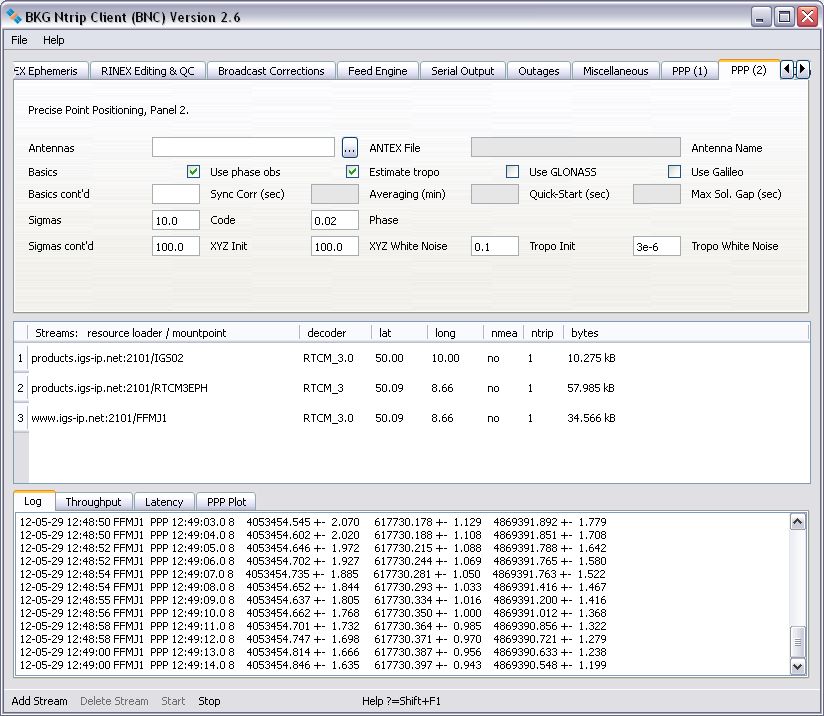 BKG Ntrip Client (BNC) Version 2.6
File Help
EX Ephemeris RINEX Editing & QC Broadcast Corrections Feed Engine Serial Output Outages Miscellaneous PPP (1) PPP (2)
Precise Point Positioning, Panel 2.
Antennas ... ANTEX File Antenna Name
Basics Use phase obs Estimate tropo Use GLONASS Use Galileo
Basics cont'd Sync Corr (sec) Averaging (min) Quick-Start (sec) Max Sol. Gap (sec)
Sigmas 10.0 Code 0.02 Phase
Sigmas cont'd 100.0 XYZ Init 100.0 XYZ White Noise 0.1 Tropo Init 3e-6 Tropo White Noise
Streams: resource loader / mountpoint decoder lat long nmea ntrip bytes
1 products.igs-ip.net:2101/IGS02 RTCM_3.0 50.00 10.00 no 1 10.275 kB
2 products.igs-ip.net:2101/RTCM3EPH RTCM_3 50.09 8.66 no 1 57.985 kB
3 www.igs-ip.net:2101/FFMJ1 RTCM_3.0 50.09 8.66 no 1 34.566 kB
Log Throughput Latency PPP Plot
12-05-29 12:48:50 FFMJ1 PPP 12:49:03.0 8 4053454.545 +- 2.070 617730.178 +- 1.129 4869391.892 +- 1.779
12-05-29 12:48:50 FFMJ1 PPP 12:49:04.0 8 4053454.602 +- 2.020 617730.188 +- 1.108 4869391.851 +- 1.708
12-05-29 12:48:51 FFMJ1 PPP 12:49:05.0 8 4053454.646 +- 1.972 617730.215 +- 1.088 4869391.788 +- 1.642
12-05-29 12:48:52 FFMJ1 PPP 12:49:06.0 8 4053454.702 +- 1.927 617730.244 +- 1.069 4869391.765 +- 1.580
12-05-29 12:48:54 FFMJ1 PPP 12:49:07.0 8 4053454.735 +- 1.885 617730.281 +- 1.050 4869391.763 +- 1.522
12-05-29 12:48:54 FFMJ1 PPP 12:49:08.0 8 4053454.652 +- 1.844 617730.293 +- 1.033 4869391.416 +- 1.467
12-05-29 12:48:55 FFMJ1 PPP 12:49:09.0 8 4053454.637 +- 1.805 617730.334 +- 1.016 4869391.200 +- 1.416
12-05-29 12:48:56 FFMJ1 PPP 12:49:10.0 8 4053454.662 +- 1.768 617730.350 +- 1.000 4869391.012 +- 1.368
12-05-29 12:48:58 FFMJ1 PPP 12:49:11.0 8 4053454.701 +- 1.732 617730.364 +- 0.985 4869390.856 +- 1.322
12-05-29 12:48:58 FFMJ1 PPP 12:49:12.0 8 4053454.747 +- 1.698 617730.371 +- 0.970 4869390.721 +- 1.279
12-05-29 12:49:00 FFMJ1 PPP 12:49:13.0 8 4053454.814 +- 1.666 617730.387 +- 0.956 4869390.633 +- 1.238
12-05-29 12:49:00 FFMJ1 PPP 12:49:14.0 8 4053454.846 +- 1.635 617730.397 +- 0.943 4869390.548 +- 1.199
Add Stream Delete Stream Start Stop Help ?=Shift+F1